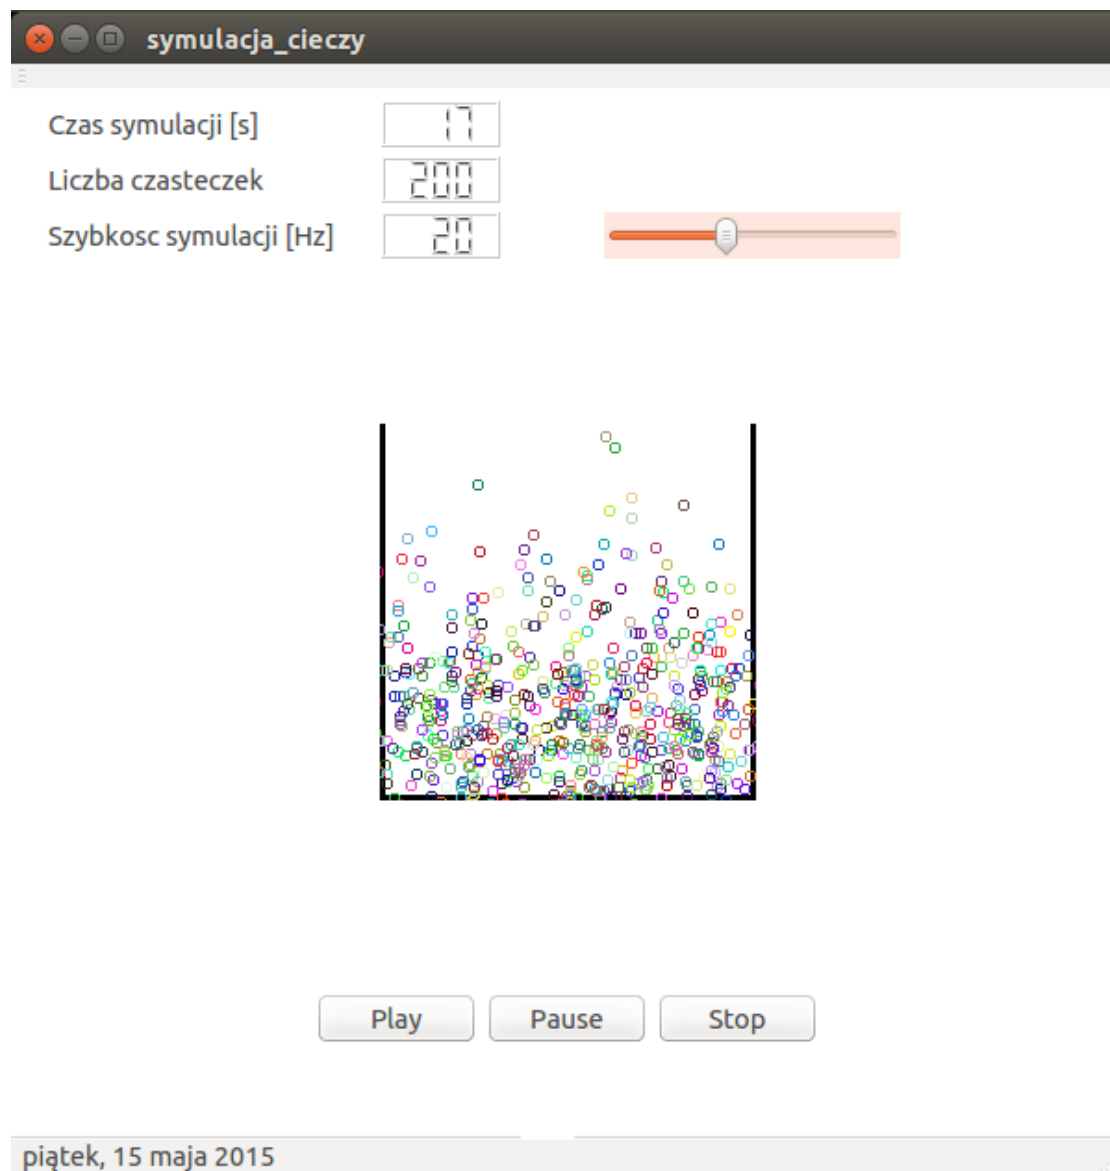 symulacja_cieczy
Czas symulacji [s] 17
Liczba czasteczek 200
Szybkosc symulacji [Hz] 20
Play Pause Stop
piątek, 15 maja 2015